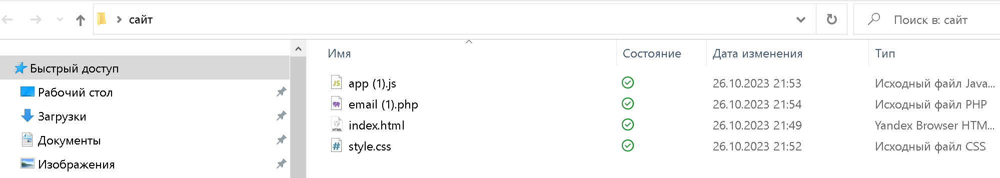 сайт
Поиск в: сайт
Имя Состояние Дата изменения Тип
Быстрый доступ
Рабочий стол
Загрузки
Документы
Изображения
JS app (1).js 26.10.2023 21:53 Исходный файл Java...
email (1).php 26.10.2023 21:54 Исходный файл PHP
HTML index.html 26.10.2023 21:49 Yandex Browser HTM...
# style.css 26.10.2023 21:52 Исходный файл CSS